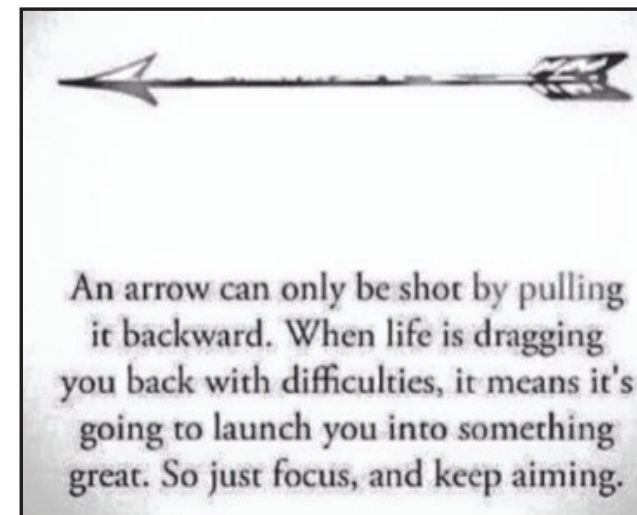 An arrow can only be shot by pulling
it backward. When life is dragging
you back with difficulties, it means it's
going to launch you into something
great. So just focus, and keep aiming.